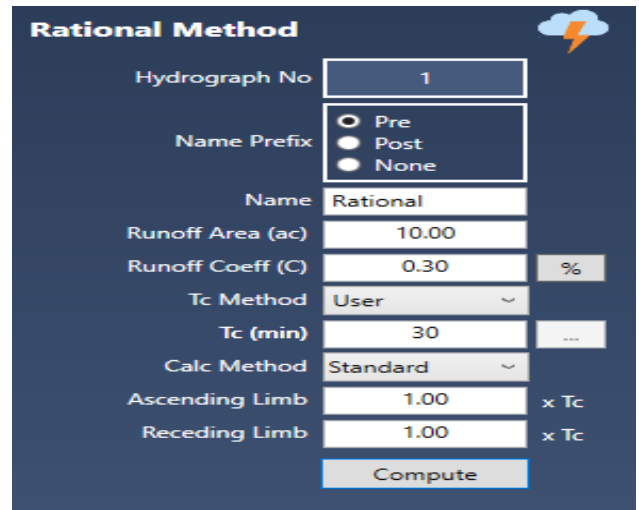 Rational Method
Hydrograph No 1
Name Prefix
Pre
Post
None
Name Rational
Runoff Area (ac) 10.00
Runoff Coeff (C) 0.30 %
Tc Method User
Tc (min) 30 ...
Calc Method Standard
Ascending Limb 1.00 x Tc
Receding Limb 1.00 x Tc
Compute